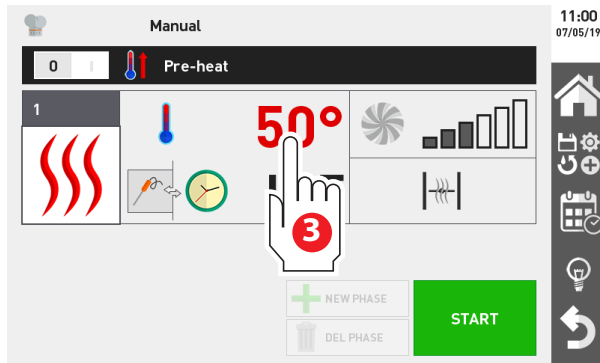 Manual
11:00
07/05/19
0 I
Pre-heat
1
50°
3
NEW PHASE
DEL PHASE
START